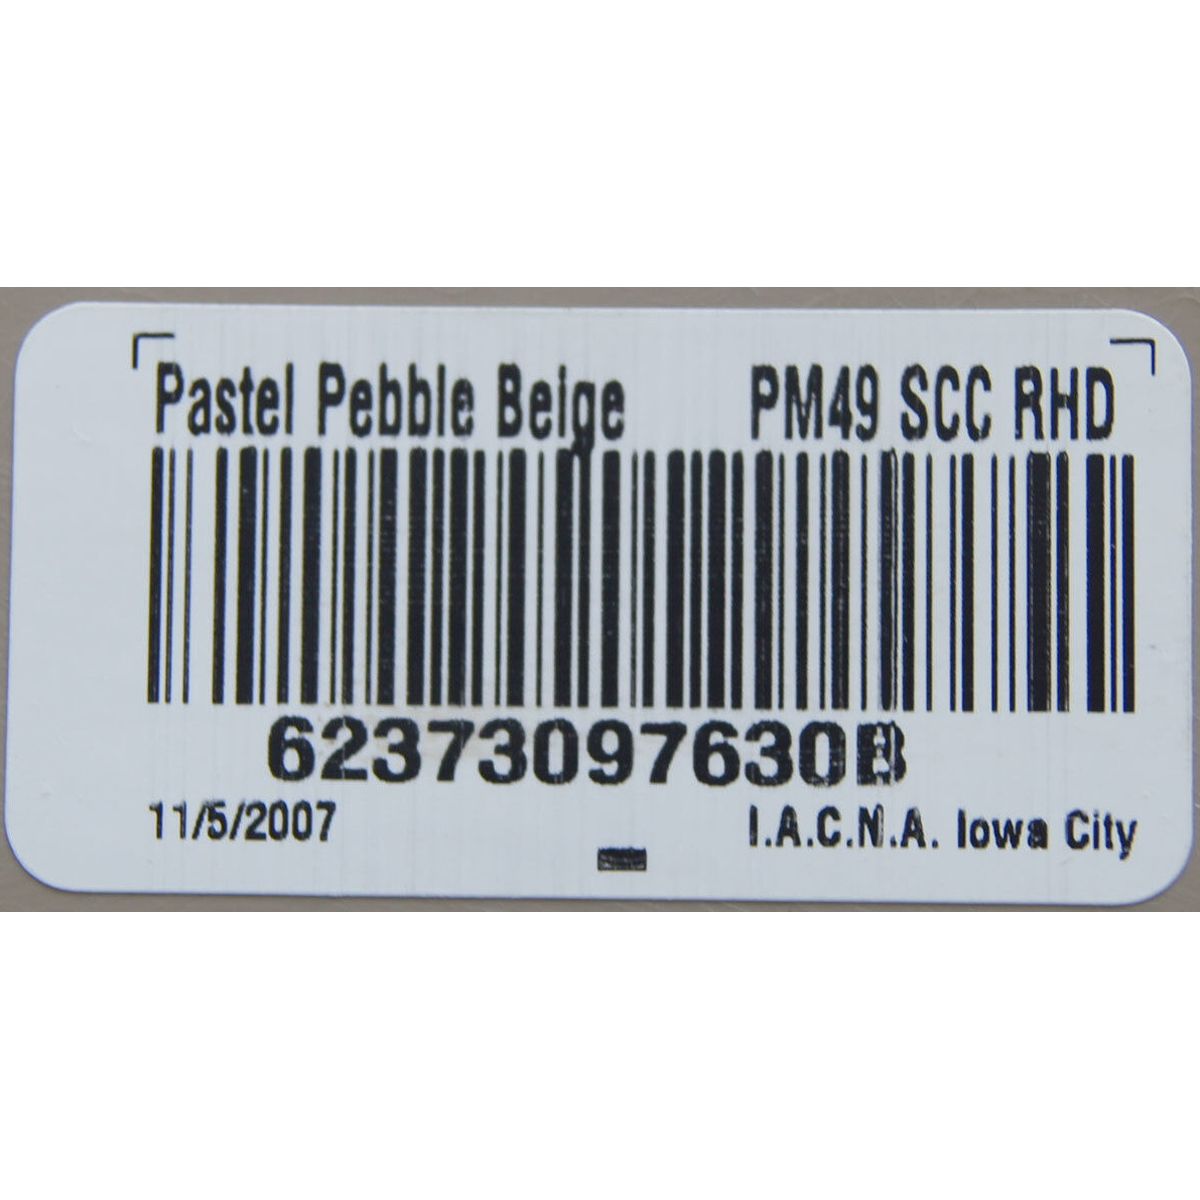 Pastel Pebble Beige PM49 SCC RHD
62373097630B
11/5/2007 I.A.C.N.A. Iowa City